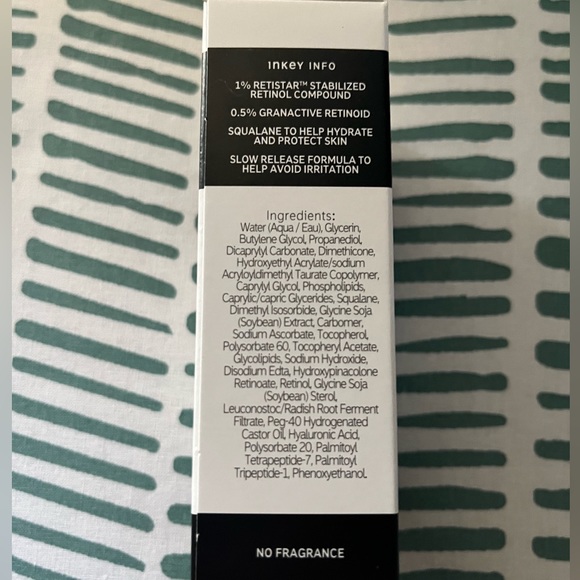 INKEY INFO
1% RETISTAR™ STABILIZED
RETINOL COMPOUND
0.5% GRANACTIVE RETINOID
SQUALANE TO HELP HYDRATE
AND PROTECT SKIN
SLOW RELEASE FORMULA TO
HELP AVOID IRRITATION
Ingredients:
Water (Aqua / Eau), Glycerin,
Butylene Glycol, Propanediol,
Dicaprylyl Carbonate, Dimethicone,
Hydroxyethyl Acrylate/sodium
Acryloyldimethyl Taurate Copolymer,
Caprylyl Glycol, Phospholipids,
Caprylic/capric Glycerides, Squalane,
Dimethyl Isosorbide, Glycine Soja
(Soybean) Extract, Carbomer,
Sodium Ascorbate, Tocopherol,
Polysorbate 60, Tocopheryl Acetate,
Glycolipids, Sodium Hydroxide,
Disodium Edta, Hydroxypinacolone
Retinoate, Retinol, Glycine Soja
(Soybean) Sterol,
Leuconostoc/Radish Root Ferment
Filtrate, Peg-40 Hydrogenated
Castor Oil, Hyaluronic Acid,
Polysorbate 20, Palmitoyl
Tetrapeptide-7, Palmitoyl
Tripeptide-1, Phenoxyethanol.
NO FRAGRANCE